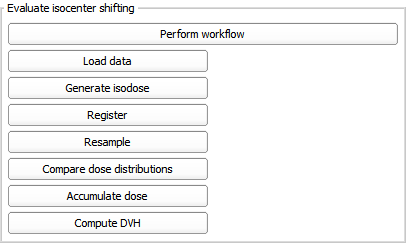 Evaluate isocenter shifting
Perform workflow
Load data
Generate isodose
Register
Resample
Compare dose distributions
Accumulate dose
Compute DVH